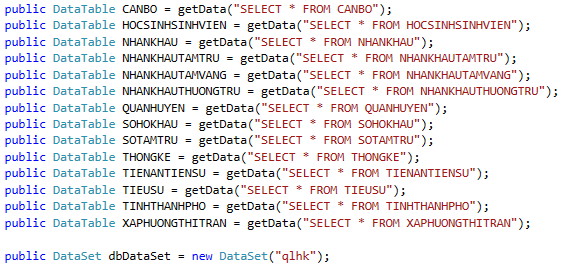 public DataTable CANBO = getData("SELECT * FROM CANBO");
public DataTable HOCSINHSINHVIEN = getData("SELECT * FROM HOCSINHSINHVIEN");
public DataTable NHANKHAU = getData("SELECT * FROM NHANKHAU");
public DataTable NHANKHAUTAMTRU = getData("SELECT * FROM NHANKHAUTAMTRU");
public DataTable NHANKHAUTAMVANG = getData("SELECT * FROM NHANKHAUTAMVANG");
public DataTable NHANKHAUTHUONGTRU = getData("SELECT * FROM NHANKHAUTHUONGTRU");
public DataTable QUANHUYEN = getData("SELECT * FROM QUANHUYEN");
public DataTable SOHOKHAU = getData("SELECT * FROM SOHOKHAU");
public DataTable SOTAMTRU = getData("SELECT * FROM SOTAMTRU");
public DataTable THONGKE = getData("SELECT * FROM THONGKE");
public DataTable TIENANTIENSU = getData("SELECT * FROM TIENANTIENSU");
public DataTable TIEUSU = getData("SELECT * FROM TIEUSU");
public DataTable TINHTHANHPHO = getData("SELECT * FROM TINHTHANHPHO");
public DataTable XAPHUONGTHITRAN = getData("SELECT * FROM XAPHUONGTHITRAN");
public DataSet dbDataSet = new DataSet("qlhk");